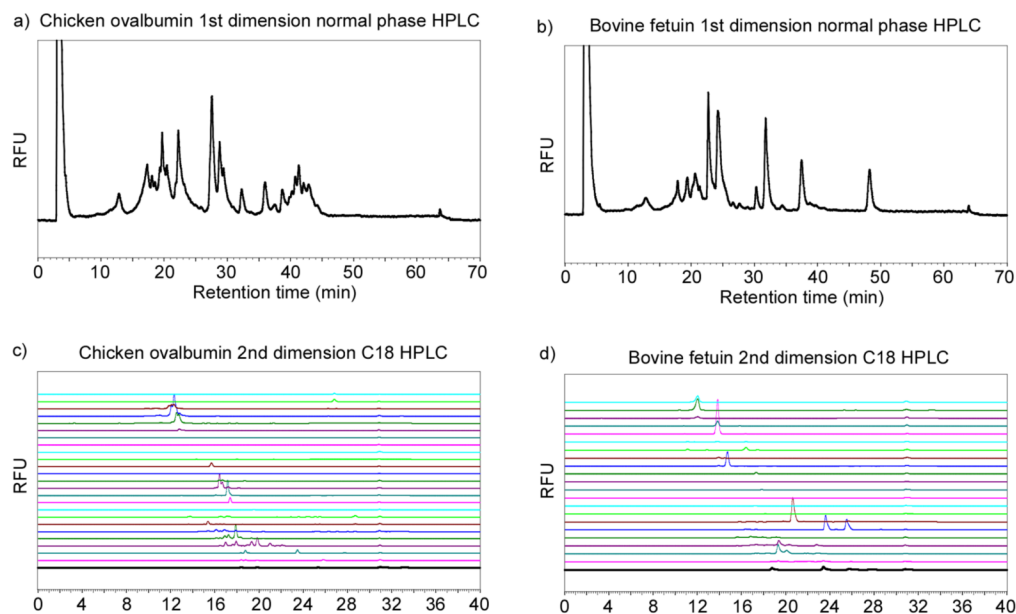 a) Chicken ovalbumin 1st dimension normal phase HPLC
RFU
0 10 20 30 40 50 60 70
Retention time (min)
b) Bovine fetuin 1st dimension normal phase HPLC
RFU
0 10 20 30 40 50 60 70
Retention time (min)
c) Chicken ovalbumin 2nd dimension C18 HPLC
RFU
0 4 8 12 16 20 24 28 32 36 40
d) Bovine fetuin 2nd dimension C18 HPLC
RFU
0 4 8 12 16 20 24 28 32 36 40